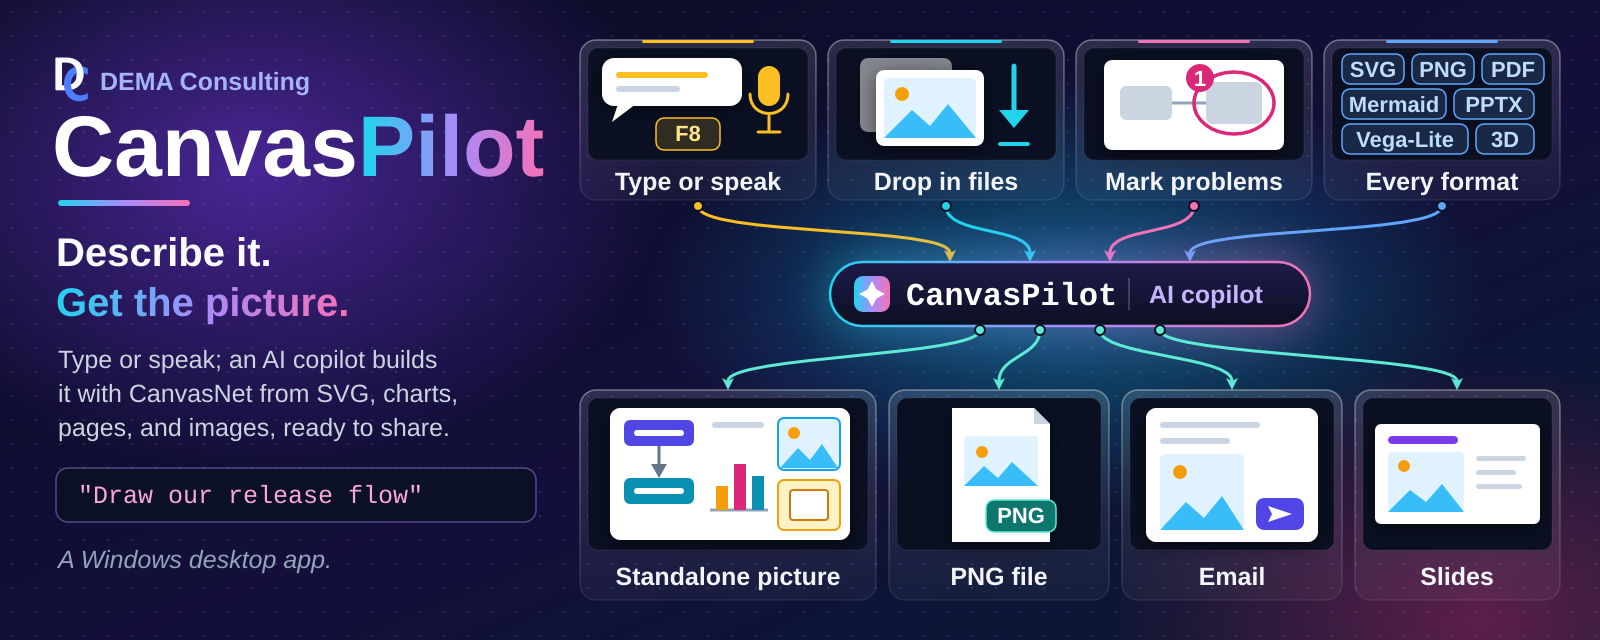 DC DEMA Consulting
CanvasPilot
Describe it.
Get the picture.
Type or speak; an AI copilot builds
it with CanvasNet from SVG, charts,
pages, and images, ready to share.
"Draw our release flow"
A Windows desktop app.
F8
Type or speak
Drop in files
1
Mark problems
SVG PNG PDF
Mermaid PPTX
Vega-Lite 3D
Every format
CanvasPilot AI copilot
Standalone picture
PNG
PNG file
Email
Slides